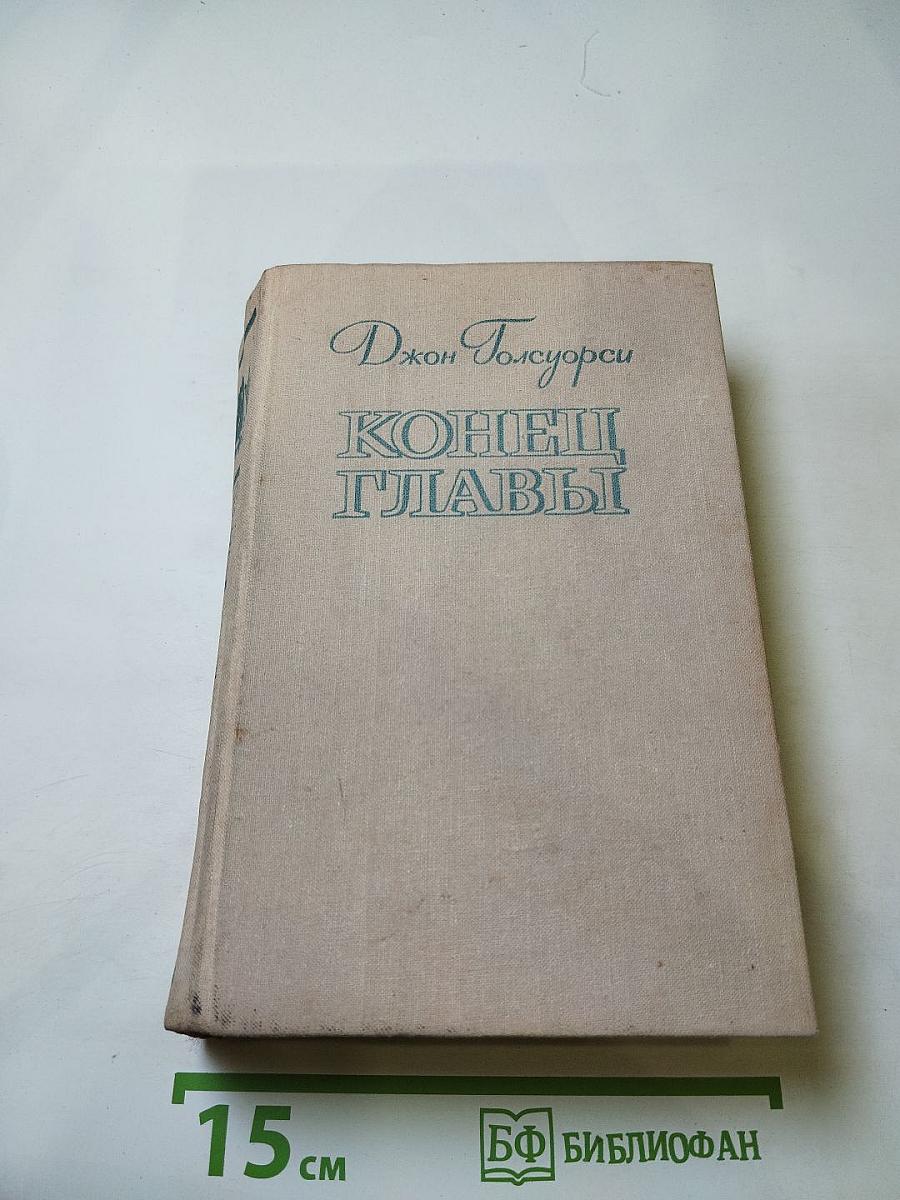 Джон Голсуорси
КОНЕЦ
ГЛАВЫ
15 см
БФ БИБЛИОФАН